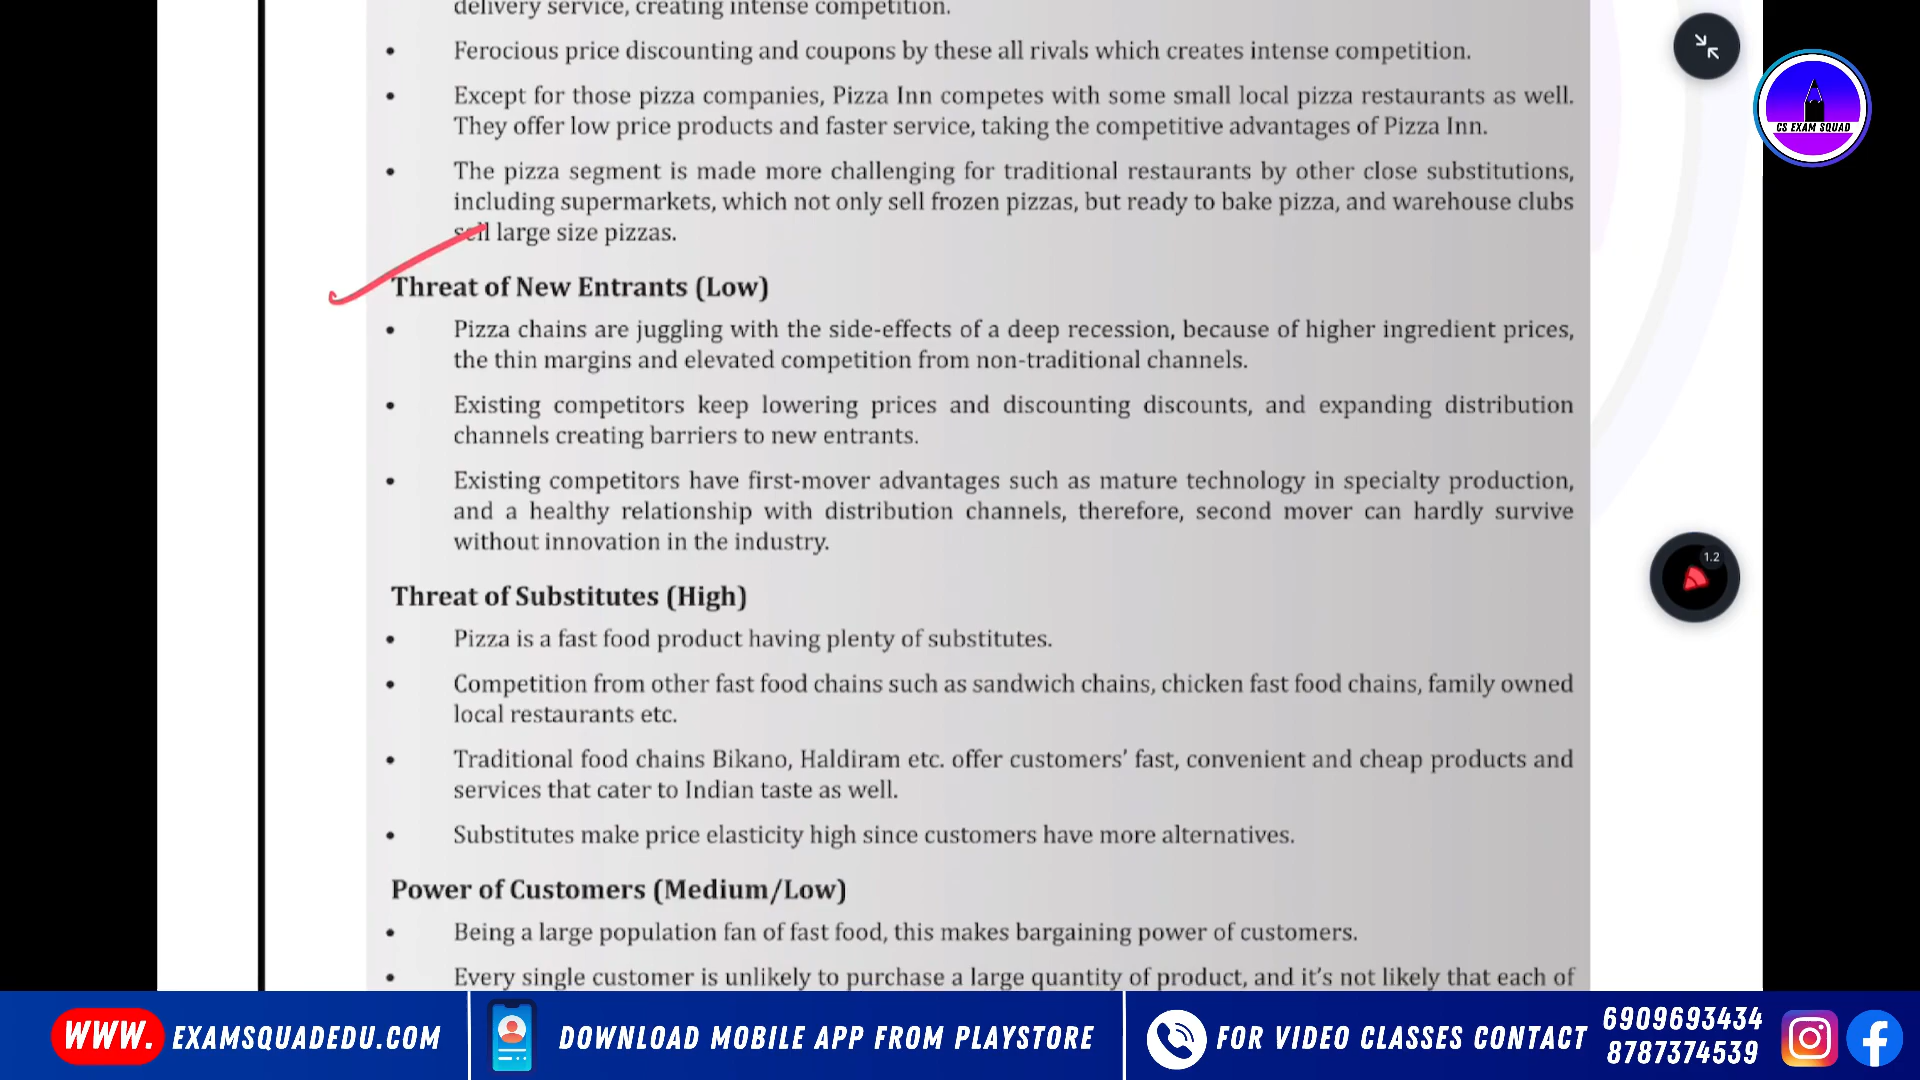 delivery service, creating intense competition.
• Ferocious price discounting and coupons by these all rivals which creates intense competition.
• Except for those pizza companies, Pizza Inn competes with some small local pizza restaurants as well.
They offer low price products and faster service, taking the competitive advantages of Pizza Inn.
• The pizza segment is made more challenging for traditional restaurants by other close substitutions,
including supermarkets, which not only sell frozen pizzas, but ready to bake pizza, and warehouse clubs
sell large size pizzas.
Threat of New Entrants (Low)
• Pizza chains are juggling with the side-effects of a deep recession, because of higher ingredient prices,
the thin margins and elevated competition from non-traditional channels.
• Existing competitors keep lowering prices and discounting discounts, and expanding distribution
channels creating barriers to new entrants.
• Existing competitors have first-mover advantages such as mature technology in specialty production,
and a healthy relationship with distribution channels, therefore, second mover can hardly survive
without innovation in the industry.
Threat of Substitutes (High)
• Pizza is a fast food product having plenty of substitutes.
• Competition from other fast food chains such as sandwich chains, chicken fast food chains, family owned
local restaurants etc.
• Traditional food chains Bikano, Haldiram etc. offer customers’ fast, convenient and cheap products and
services that cater to Indian taste as well.
• Substitutes make price elasticity high since customers have more alternatives.
Power of Customers (Medium/Low)
• Being a large population fan of fast food, this makes bargaining power of customers.
• Every single customer is unlikely to purchase a large quantity of product, and it’s not likely that each of
CS EXAM SQUAD
1.2
WWW. EXAMSQUADEDU.COM
DOWNLOAD MOBILE APP FROM PLAYSTORE
FOR VIDEO CLASSES CONTACT
6909693434
8787374539